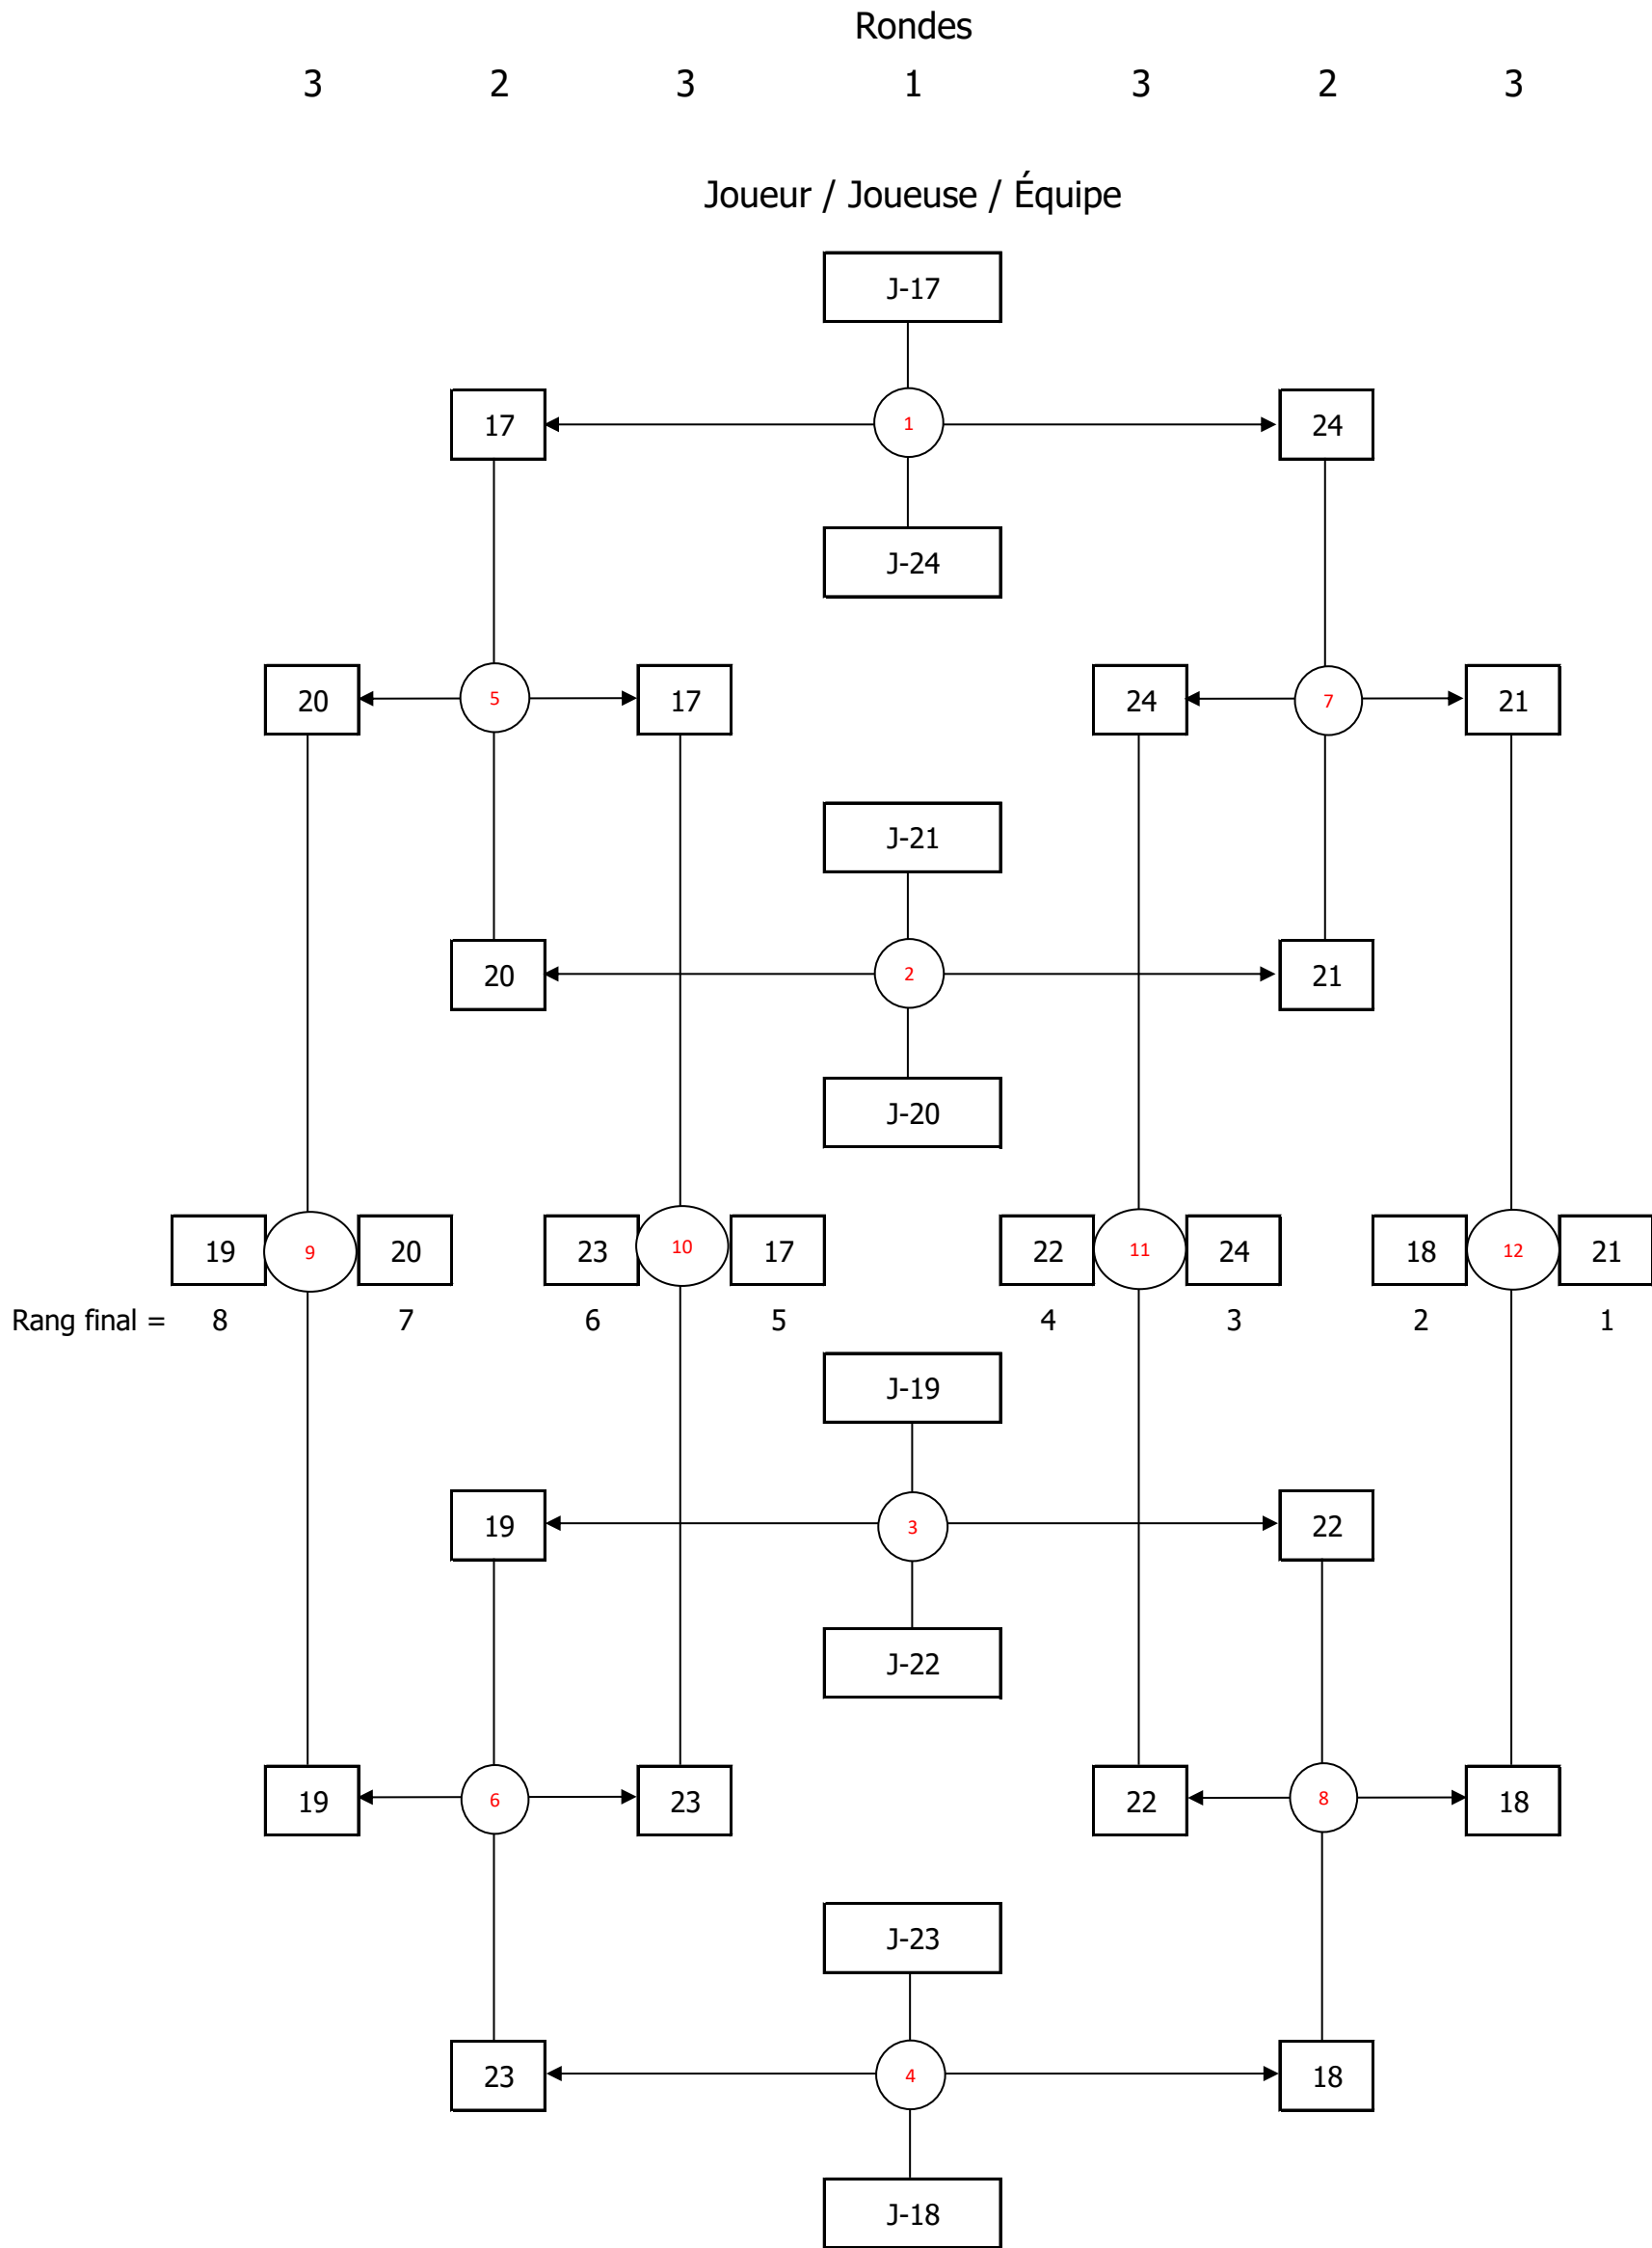 Rondes
3 2 3 1 3 2 3
Joueur / Joueuse / Équipe
J-17
17 1 24
J-24
20 5 17 24 7 21
J-21
20 2 21
J-20
19 9 20 23 10 17 22 11 24 18 12 21
Rang final = 8 7 6 5 4 3 2 1
J-19
19 3 22
J-22
19 6 23 22 8 18
J-23
23 4 18
J-18